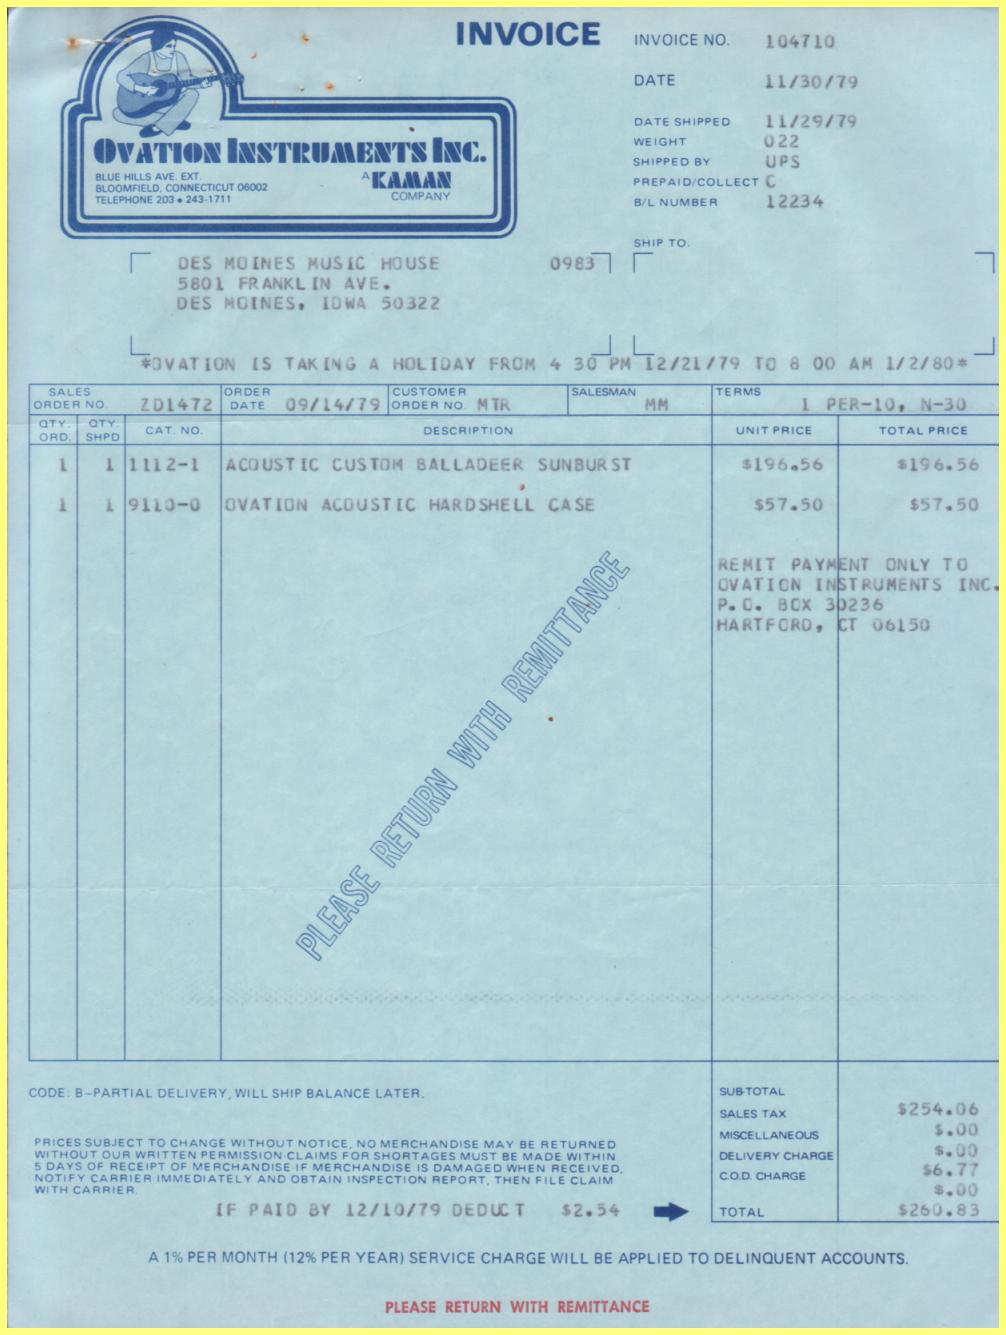 INVOICE
INVOICE NO. 104710
DATE 11/30/79
DATE SHIPPED 11/29/79
WEIGHT 022
SHIPPED BY UPS
PREPAID/COLLECT C
B/L NUMBER 12234
OVATION INSTRUMENTS INC.
BLUE HILLS AVE. EXT.
BLOOMFIELD, CONNECTICUT 06002
TELEPHONE 203 • 243-1711
A KAMAN
COMPANY
SHIP TO:
DES MOINES MUSIC HOUSE 0983
5801 FRANKLIN AVE.
DES MOINES, IOWA 50322
*OVATION IS TAKING A HOLIDAY FROM 4 30 PM 12/21/79 TO 8 00 AM 1/2/80*
SALES ORDER NO. ZD1472 ORDER DATE 09/14/79 CUSTOMER ORDER NO. MTR SALESMAN MM TERMS 1 PER-10, N-30
QTY. ORD. QTY. SHPD CAT. NO. DESCRIPTION UNIT PRICE TOTAL PRICE
1 1 1112-1 ACOUSTIC CUSTOM BALLADEER SUNBURST $196.56 $196.56
1 1 9110-0 OVATION ACOUSTIC HARDSHELL CASE $57.50 $57.50
REMIT PAYMENT ONLY TO
OVATION INSTRUMENTS INC.
P.O. BOX 30236
HARTFORD, CT 06150
PLEASE RETURN WITH REMITTANCE
CODE: B-PARTIAL DELIVERY, WILL SHIP BALANCE LATER.
SUB-TOTAL $254.06
SALES TAX $.00
MISCELLANEOUS $.00
DELIVERY CHARGE $6.77
C.O.D. CHARGE $.00
TOTAL $260.83
PRICES SUBJECT TO CHANGE WITHOUT NOTICE, NO MERCHANDISE MAY BE RETURNED
WITHOUT OUR WRITTEN PERMISSION-CLAIMS FOR SHORTAGES MUST BE MADE WITHIN
5 DAYS OF RECEIPT OF MERCHANDISE IF MERCHANDISE IS DAMAGED WHEN RECEIVED,
NOTIFY CARRIER IMMEDIATELY AND OBTAIN INSPECTION REPORT, THEN FILE CLAIM
WITH CARRIER.
IF PAID BY 12/10/79 DEDUCT $2.54
A 1% PER MONTH (12% PER YEAR) SERVICE CHARGE WILL BE APPLIED TO DELINQUENT ACCOUNTS.
PLEASE RETURN WITH REMITTANCE